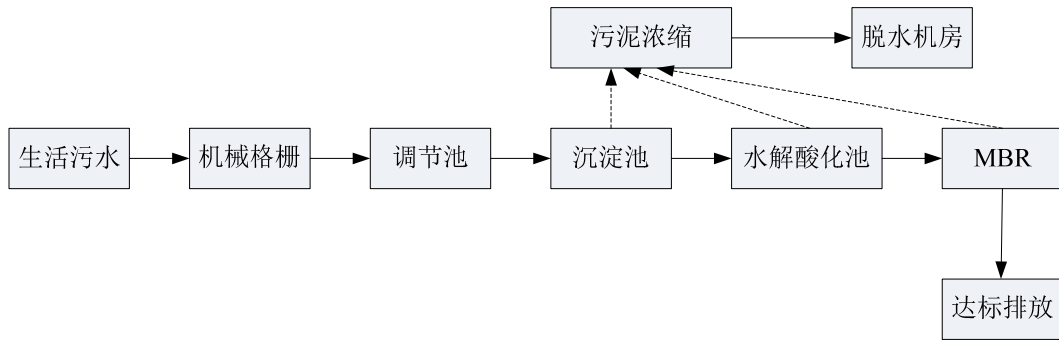 污泥浓缩
脱水机房
生活污水
机械格栅
调节池
沉淀池
水解酸化池
MBR
达标排放